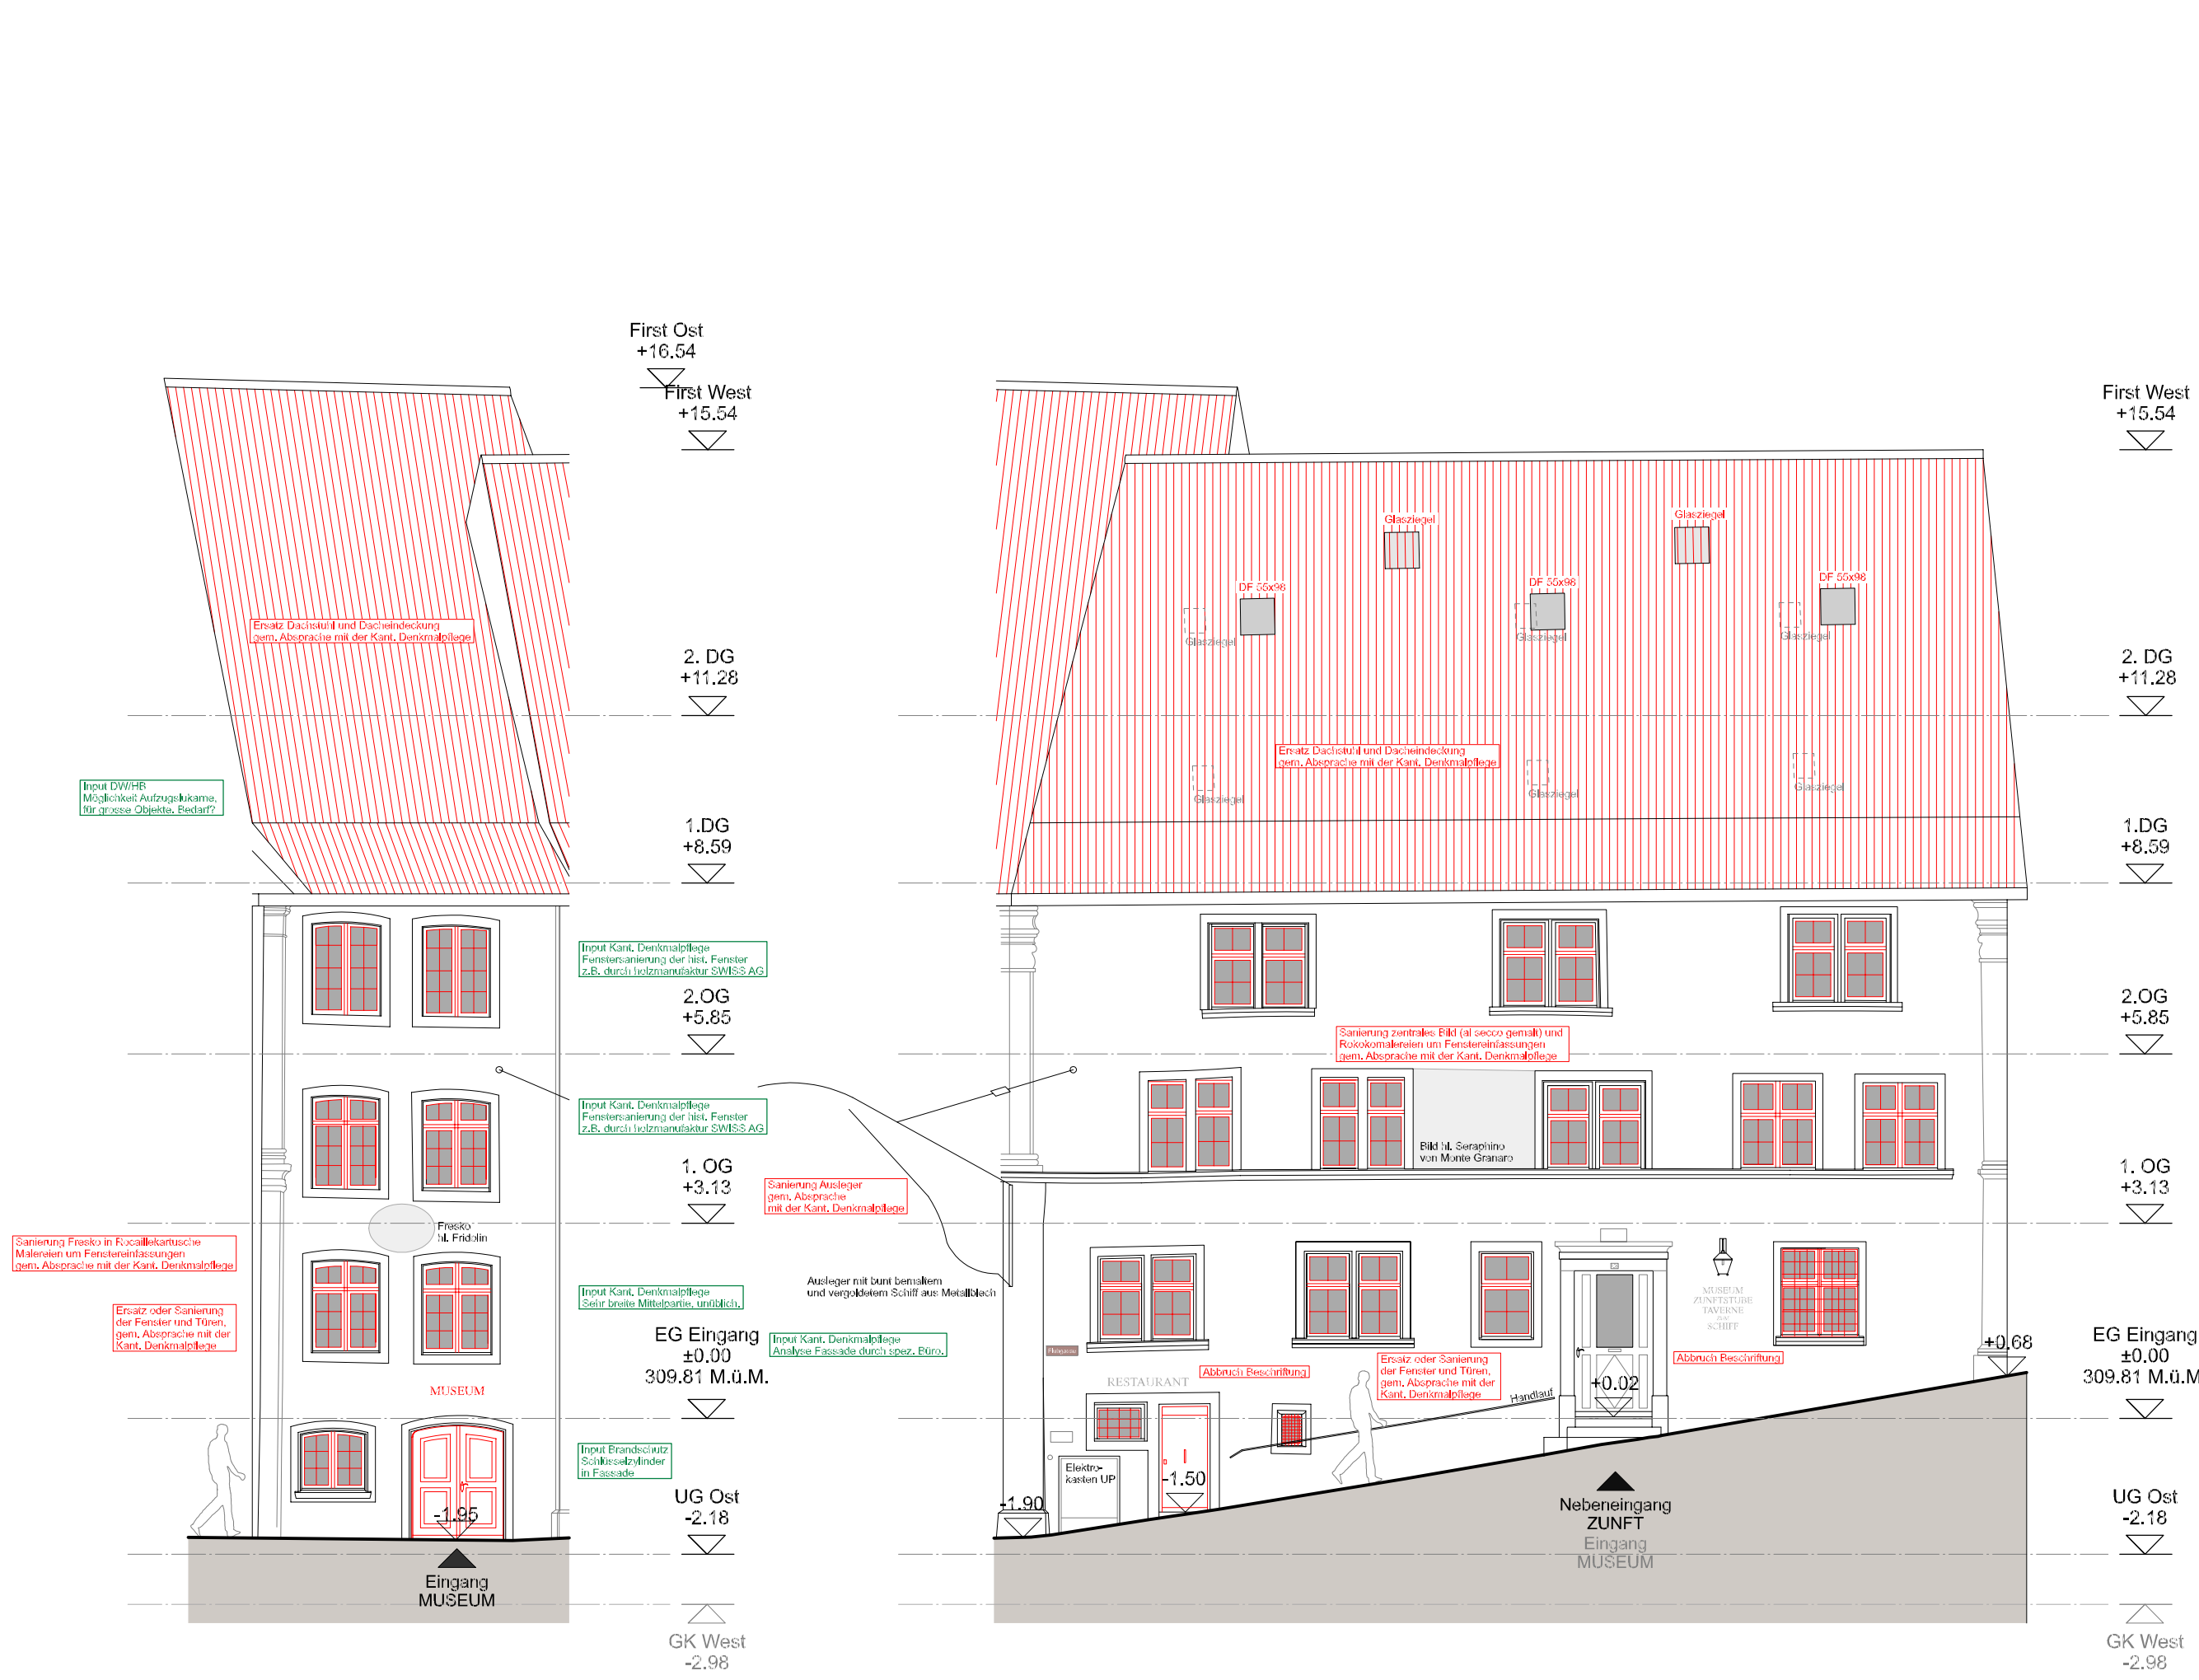 First Ost
+16.54
First West
+15.54
First West
+15.54
Glasziegel
Glasziegel
DF 55x98
DF 55x98
DF 55x98
Glasziegel
Glasziegel
Glasziegel
Ersatz Dachstuhl und Dacheindeckung
gem. Absprache mit der Kant. Denkmalpflege
2. DG
+11.28
2. DG
+11.28
Ersatz Dachstuhl und Dacheindeckung
gem. Absprache mit der Kant. Denkmalpflege
Input DW/HB
Möglichkeit Aufzugslukarne,
für grosse Objekte. Bedarf?
Glasziegel
Glasziegel
Glasziegel
1.DG
+8.59
1.DG
+8.59
Input Kant. Denkmalpflege
Fenstersanierung der hist. Fenster
z.B. durch holzmanufaktur SWISS AG
2.OG
+5.85
2.OG
+5.85
Sanierung zentrales Bild (al secco gemalt) und
Rokokomalereien um Fenstereinfassungen
gem. Absprache mit der Kant. Denkmalpflege
Input Kant. Denkmalpflege
Fenstersanierung der hist. Fenster
z.B. durch holzmanufaktur SWISS AG
Bild hl. Seraphino
von Monte Granaro
1. OG
+3.13
1. OG
+3.13
Sanierung Ausleger
gem. Absprache
mit der Kant. Denkmalpflege
Fresko
hl. Fridolin
Sanierung Fresko in Rocaillekartusche
Malereien um Fenstereinfassungen
gem. Absprache mit der Kant. Denkmalpflege
Ausleger mit bunt bemaltem
und vergoldetem Schiff aus Metallblech
Input Kant. Denkmalpflege
Sehr breite Mittelpartie, unüblich.
MUSEUM
ZUNFTSTUBE
TAVERNE
SCHIFF
Ersatz oder Sanierung
der Fenster und Türen,
gem. Absprache mit der
Kant. Denkmalpflege
EG Eingang
±0.00
309.81 M.ü.M.
Input Kant. Denkmalpflege
Analyse Fassade durch spez. Büro.
+0.68
EG Eingang
±0.00
309.81 M.ü.M
Abbruch Beschriftung
Abbruch Beschriftung
Ersatz oder Sanierung
der Fenster und Türen,
gem. Absprache mit der
Kant. Denkmalpflege
MUSEUM
RESTAURANT
Handlauf
+0.02
Input Brandschutz
Schlüsselzylinder
in Fassade
Elektro-
kasten UP
-1.50
-1.90
-1.95
UG Ost
-2.18
Nebeneingang
ZUNFT
Eingang
MUSEUM
UG Ost
-2.18
Eingang
MUSEUM
GK West
-2.98
GK West
-2.98